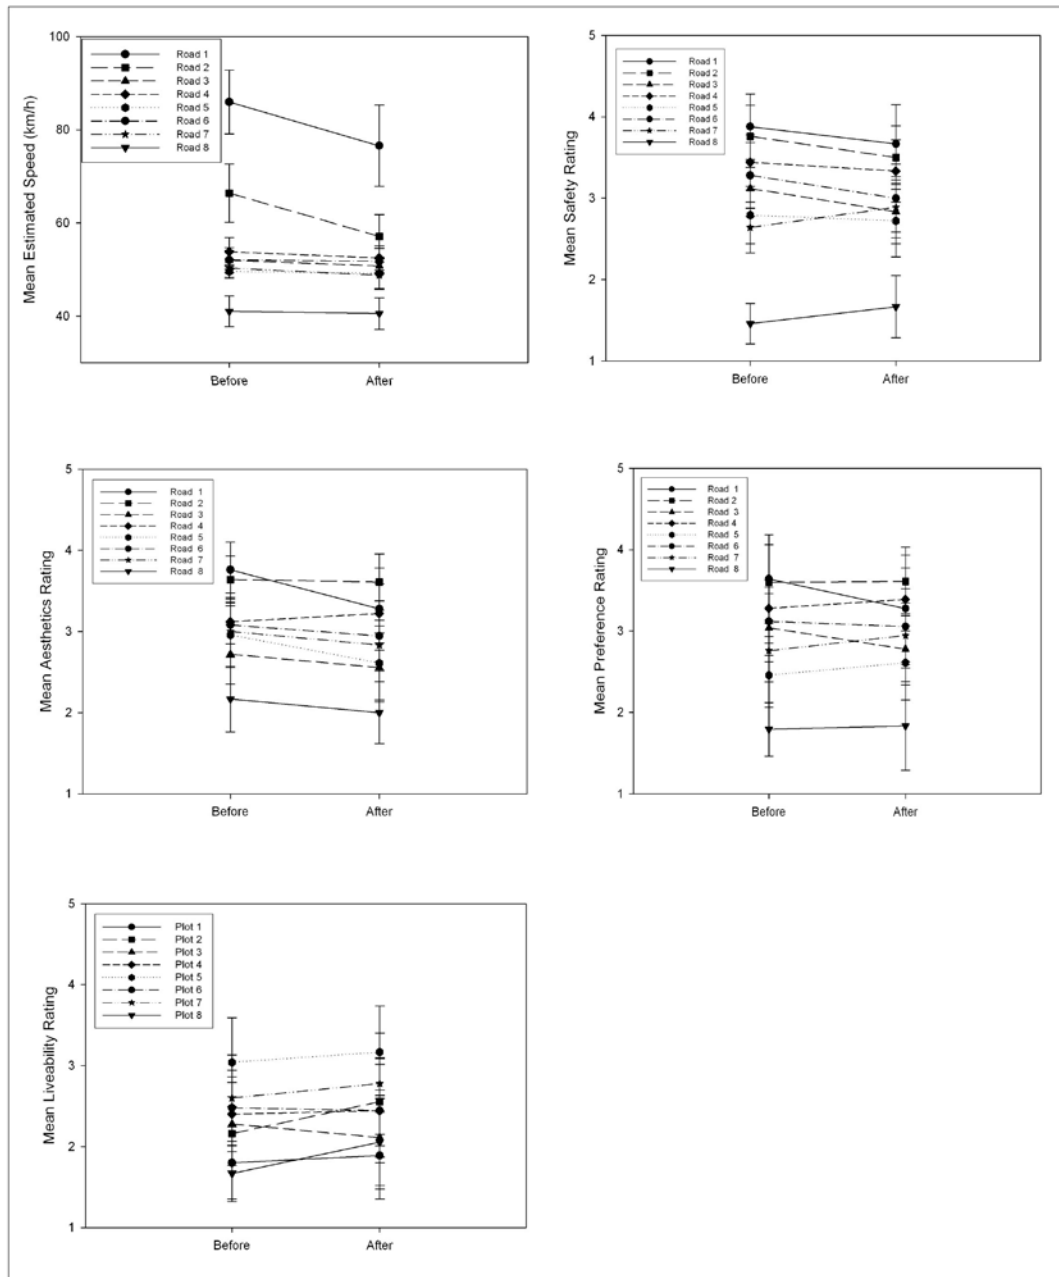 100
80
60
40
Mean Estimated Speed (km/h)
Road 1
Road 2
Road 3
Road 4
Road 5
Road 6
Road 7
Road 8
Before After
5
4
3
2
1
Mean Safety Rating
Road 1
Road 2
Road 3
Road 4
Road 5
Road 6
Road 7
Road 8
Before After
5
4
3
2
1
Mean Aesthetics Rating
Road 1
Road 2
Road 3
Road 4
Road 5
Road 6
Road 7
Road 8
Before After
5
4
3
2
1
Mean Preference Rating
Road 1
Road 2
Road 3
Road 4
Road 5
Road 6
Road 7
Road 8
Before After
5
4
3
2
1
Mean Liveability Rating
Plot 1
Plot 2
Plot 3
Plot 4
Plot 5
Plot 6
Plot 7
Plot 8
Before After